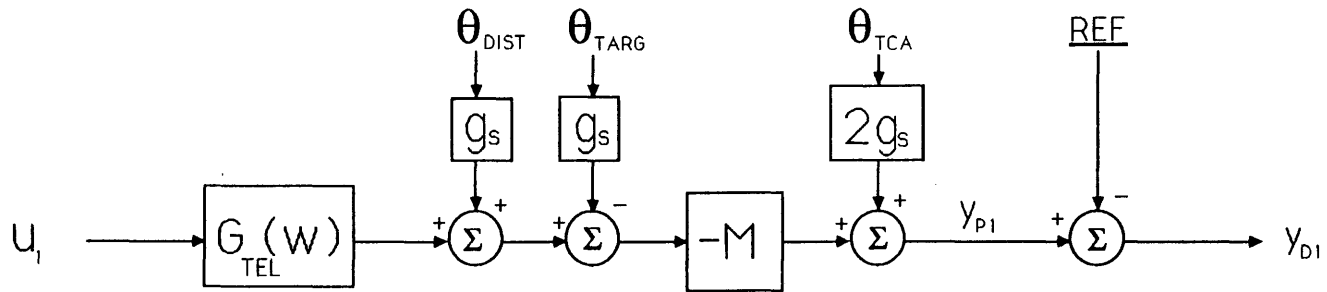 θDIST θTARG θTCA REF
gs gs 2gs
+ + + - + +  -
u1 GTEL(W) Σ Σ -M Σ yP1 + Σ yD1